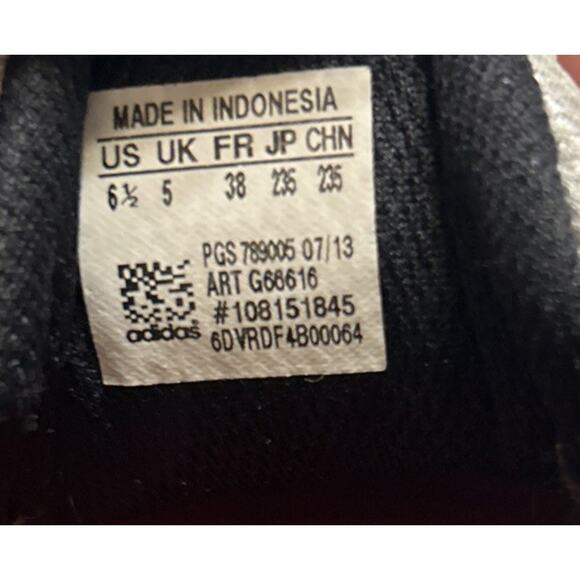 MADE IN INDONESIA
US UK FR JP CHN
6½ 5 38 235 235
PGS 789005 07/13
ART G66616
#108151845
6DVRDF4B00064
adidas